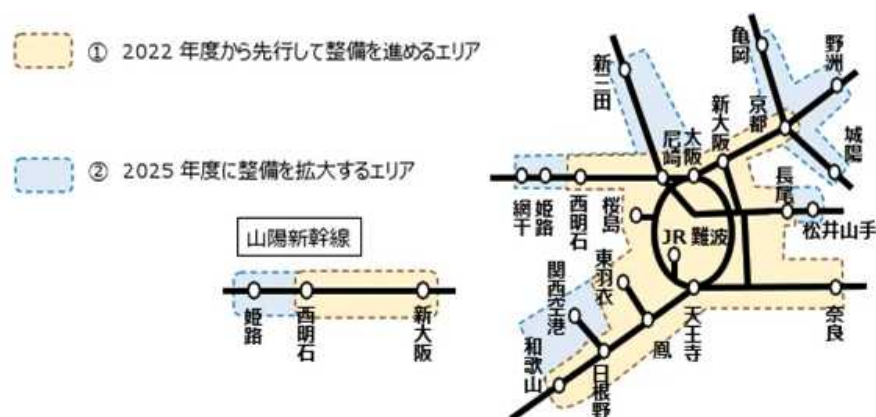 ① 2022 年度から先行して整備を進めるエリア
② 2025 年度に整備を拡大するエリア
山陽新幹線
姫路
西明石
新大阪
亀岡
野洲
新三田
京都
新大阪
大阪
尼崎
城陽
長尾
松井山手
網干
姫路
西明石
桜島
JR 難波
東羽衣
関西空港
和歌山
日根野
鳳
天王寺
奈良